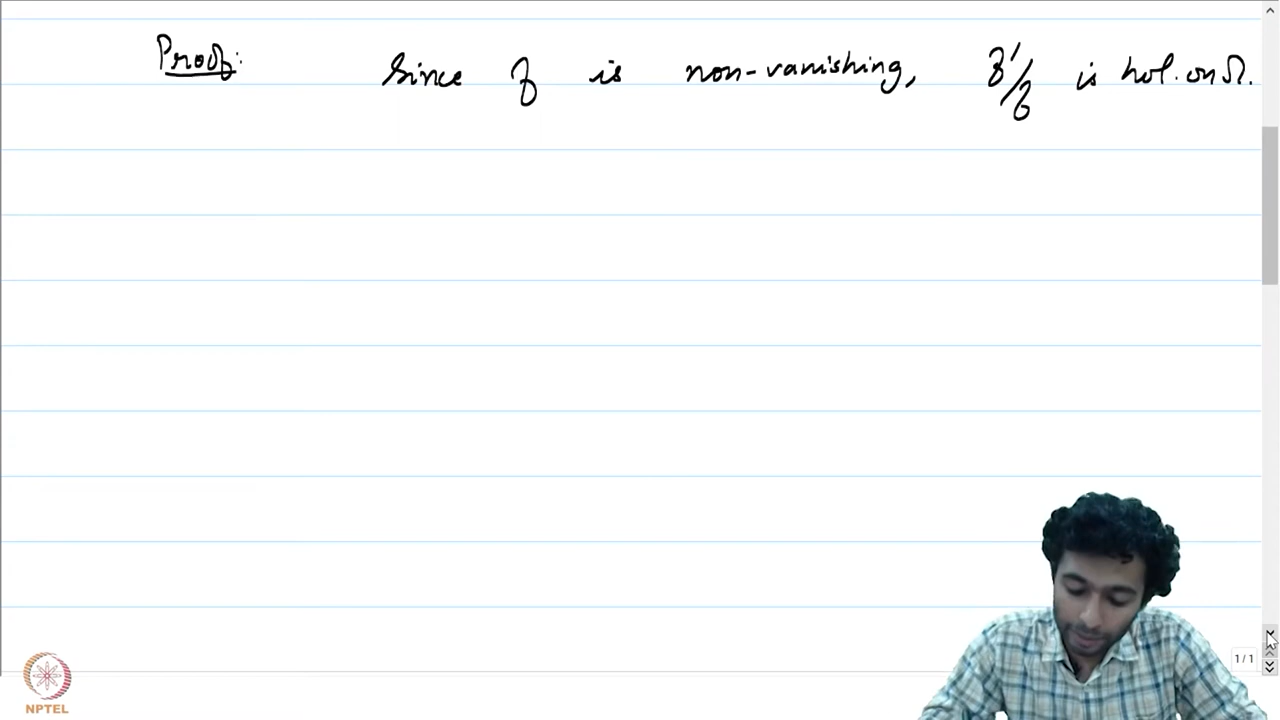 Proof: Since f is non-vanishing, f'/f is hol. on Ω.
1 / 1
NPTEL